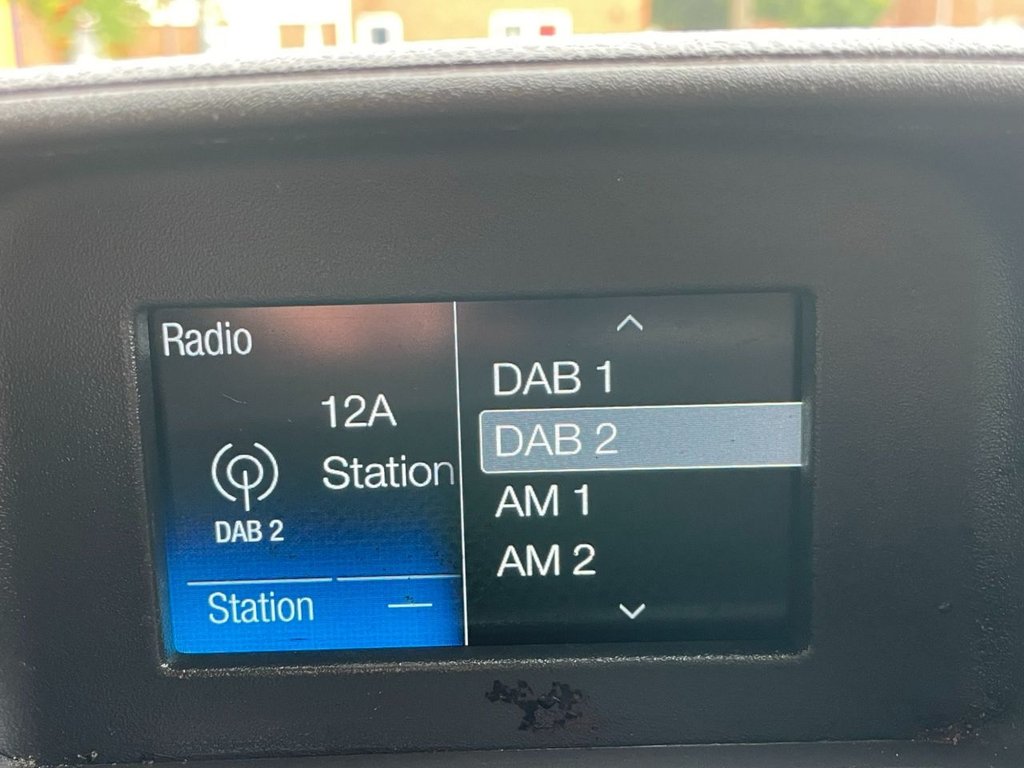 Radio
12A
Station
DAB 2
Station
DAB 1
DAB 2
AM 1
AM 2